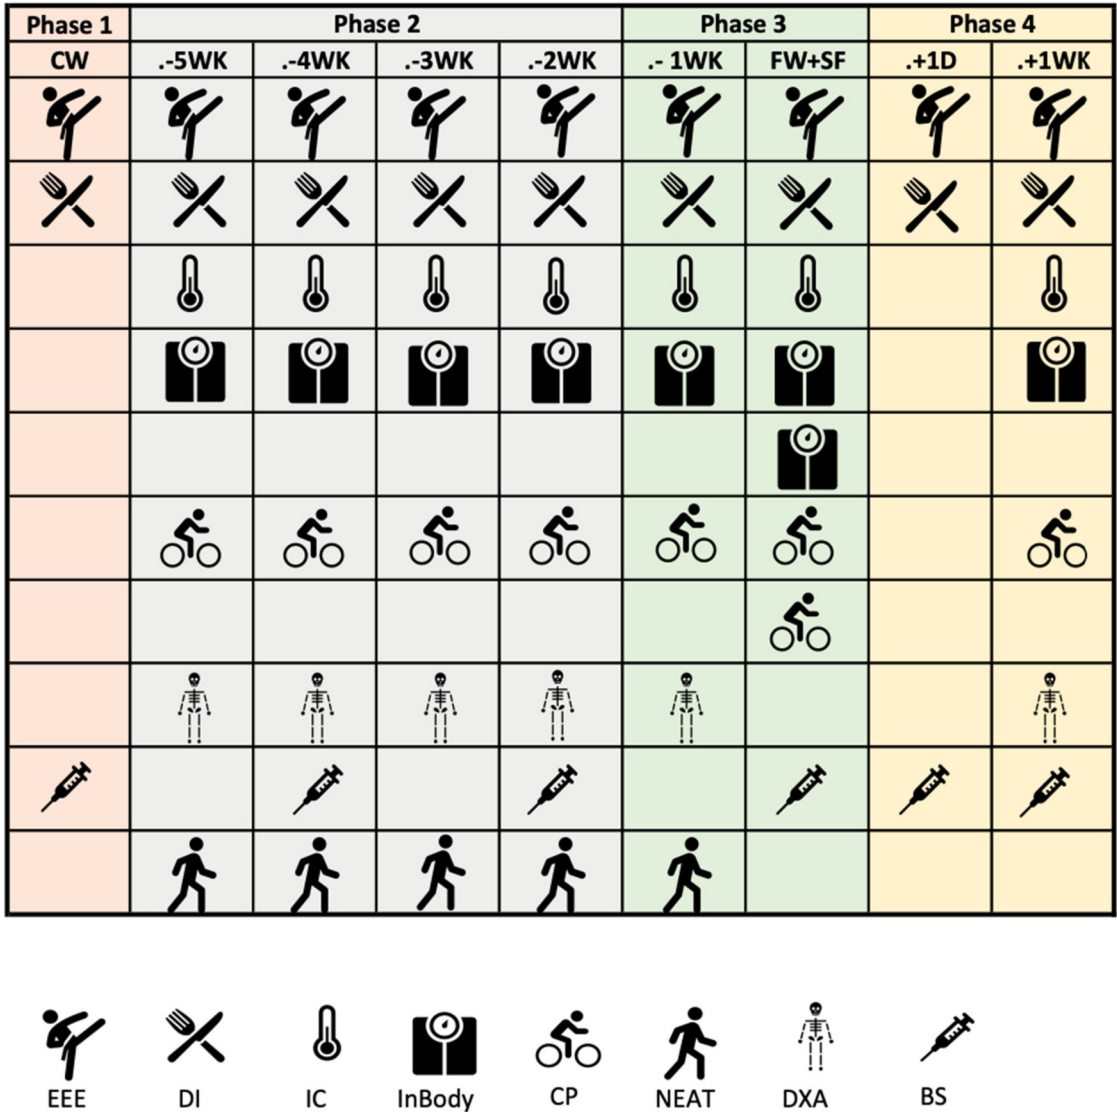 Phase 1 Phase 2 Phase 3 Phase 4
CW .-5WK .-4WK .-3WK .-2WK .- 1WK FW+SF .+1D .+1WK
EEE DI IC InBody CP NEAT DXA BS